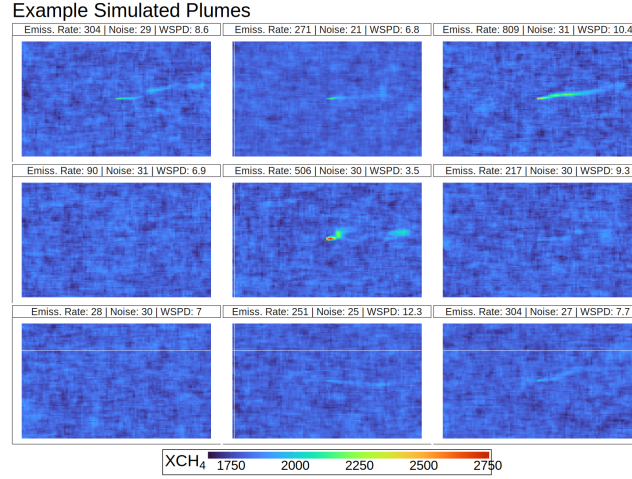 Example Simulated Plumes
Emiss. Rate: 304 | Noise: 29 | WSPD: 8.6
Emiss. Rate: 271 | Noise: 21 | WSPD: 6.8
Emiss. Rate: 809 | Noise: 31 | WSPD: 10.4
Emiss. Rate: 90 | Noise: 31 | WSPD: 6.9
Emiss. Rate: 506 | Noise: 30 | WSPD: 3.5
Emiss. Rate: 217 | Noise: 30 | WSPD: 9.3
Emiss. Rate: 28 | Noise: 30 | WSPD: 7
Emiss. Rate: 251 | Noise: 25 | WSPD: 12.3
Emiss. Rate: 304 | Noise: 27 | WSPD: 7.7
XCH₄ 1750 2000 2250 2500 2750